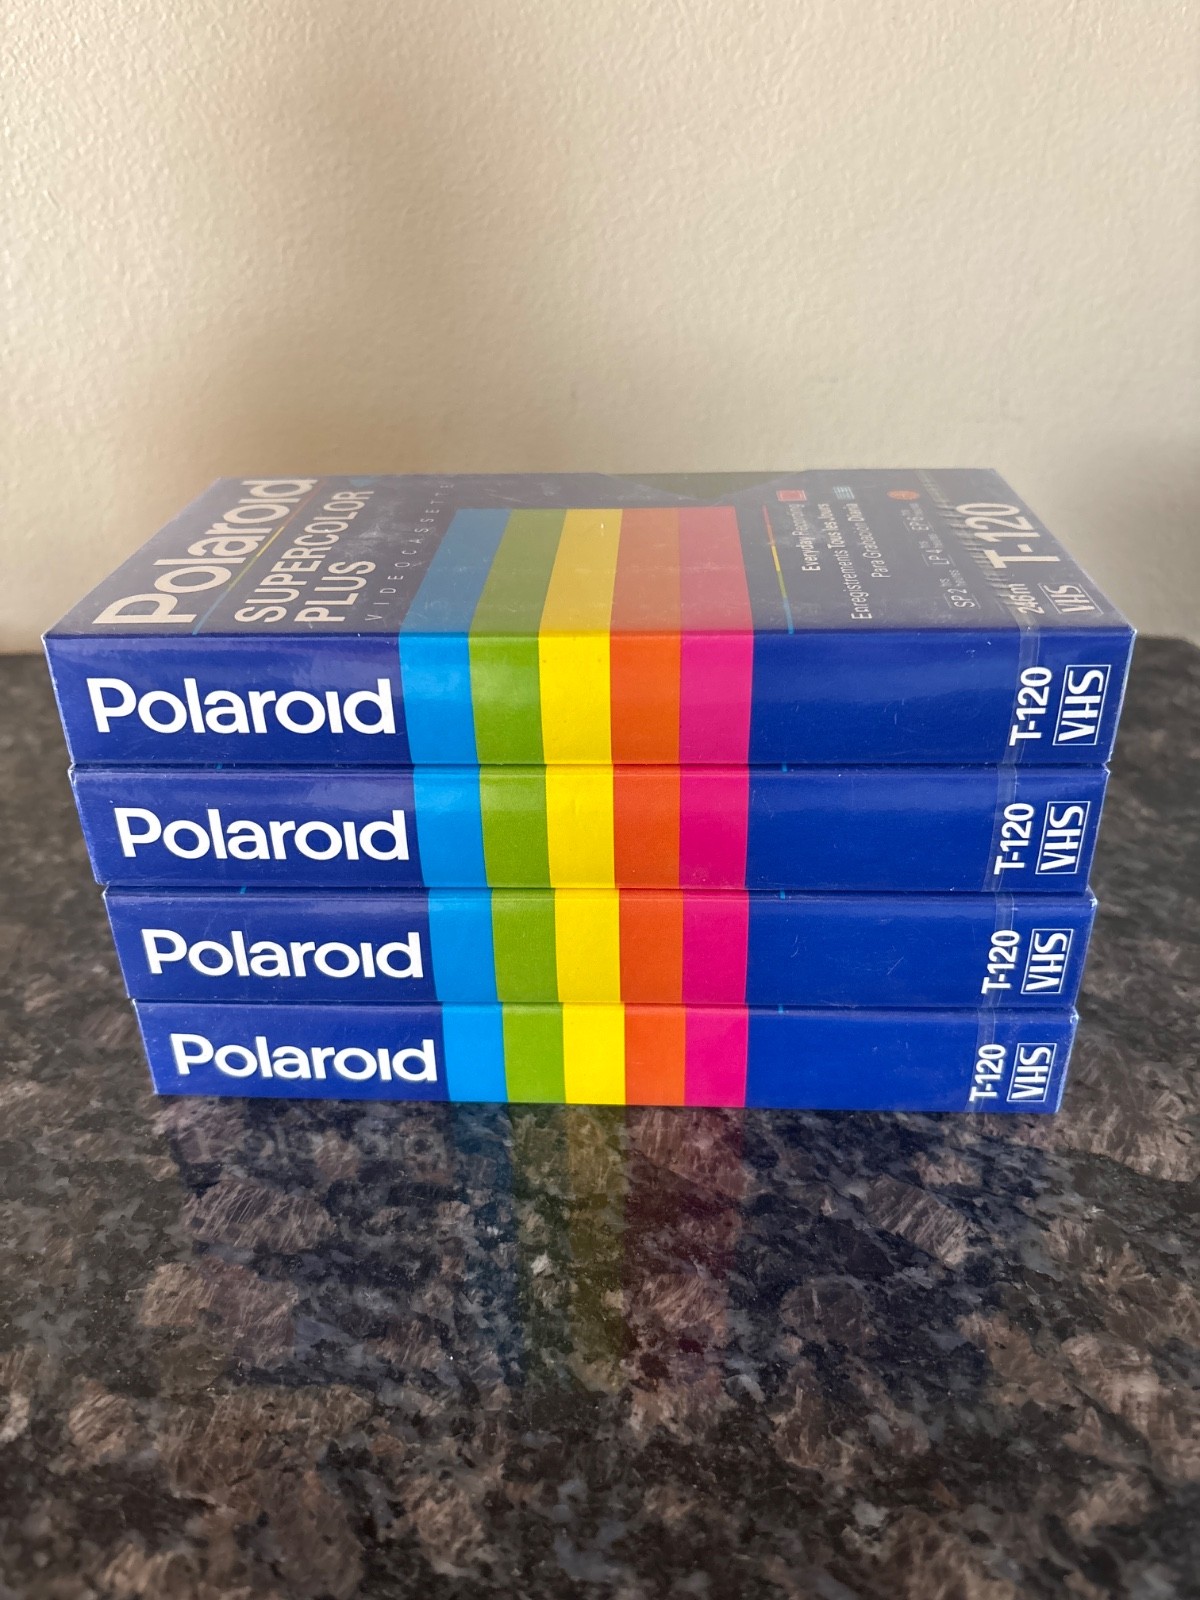 Polaroid
SUPERCOLOR
PLUS
VIDEOCASSETTE
Everyday Recording
Enregistrements Tous les Jours
Para Grabación Diaria
SP 2 hrs LP 4 EP 6
246m T-120
VHS
Polaroid T-120 VHS
Polaroid T-120 VHS
Polaroid T-120 VHS
Polaroid T-120 VHS